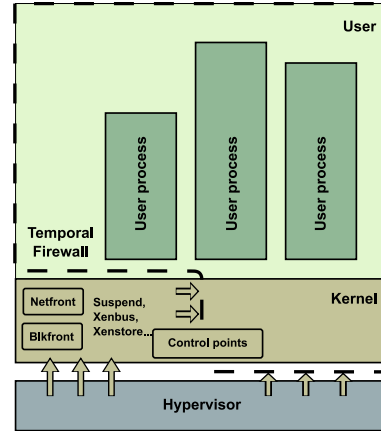 User
User process
User process
User process
Temporal
Firewall
Kernel
Netfront
Suspend,
Xenbus,
Xenstore...
Blkfront
Control points
Hypervisor